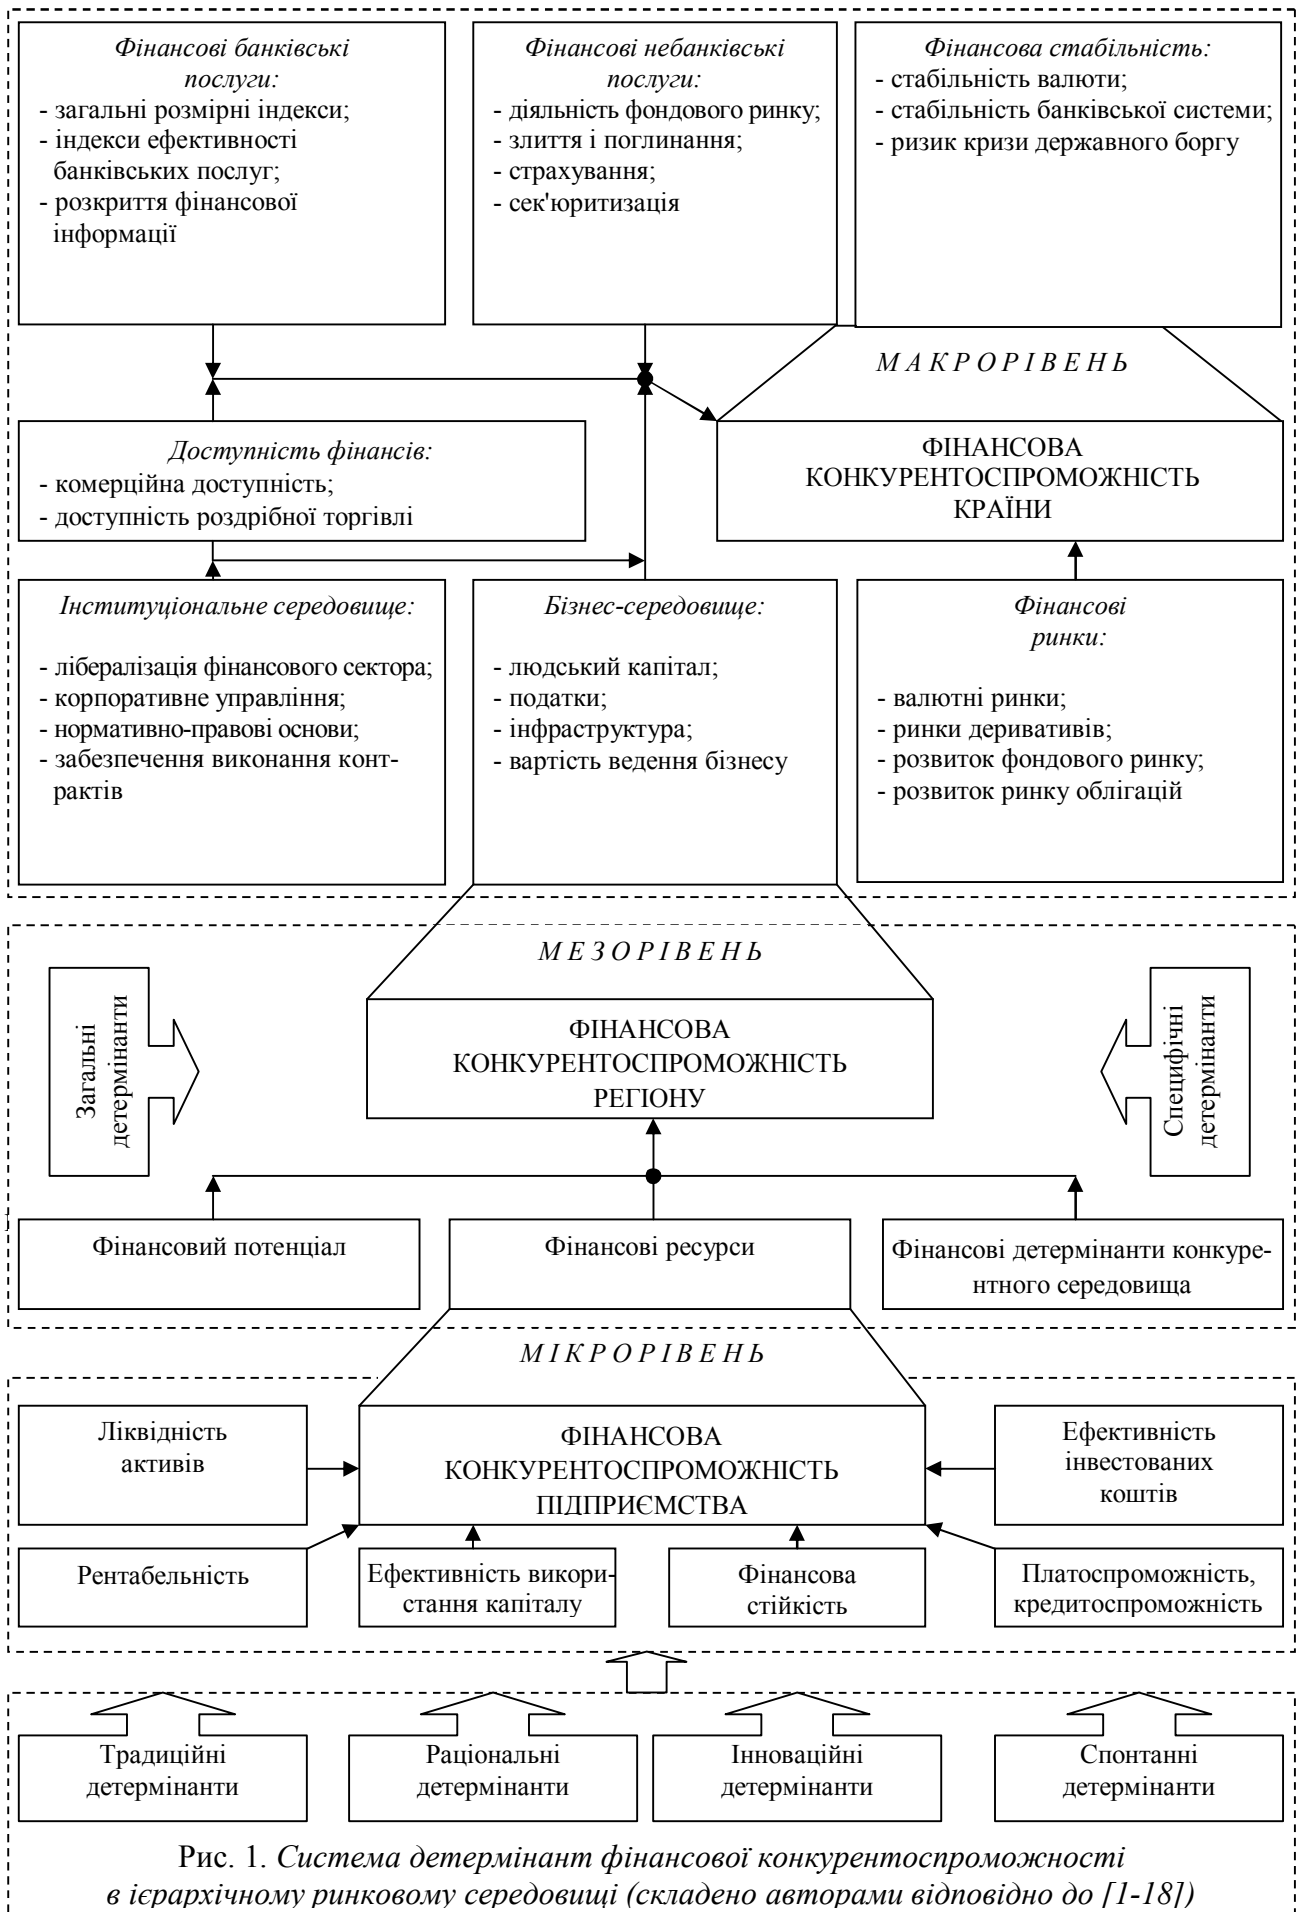 Фінансові банківські
послуги:
- загальні розмірні індекси;
- індекси ефективності
банківських послуг;
- розкриття фінансової
інформації
Фінансові небанківські
послуги:
- діяльність фондового ринку;
- злиття і поглинання;
- страхування;
- сек'юритизація
Фінансова стабільність:
- стабільність валюти;
- стабільність банківської системи;
- ризик кризи державного боргу
МАКРОРІВЕНЬ
Доступність фінансів:
- комерційна доступність;
- доступність роздрібної торгівлі
ФІНАНСОВА
КОНКУРЕНТОСПРОМОЖНІСТЬ
КРАЇНИ
Інституціональне середовище:
- лібералізація фінансового сектора;
- корпоративне управління;
- нормативно-правові основи;
- забезпечення виконання конт-
рактів
Бізнес-середовище:
- людський капітал;
- податки;
- інфраструктура;
- вартість ведення бізнесу
Фінансові
ринки:
- валютні ринки;
- ринки деривативів;
- розвиток фондового ринку;
- розвиток ринку облігацій
МЕЗОРІВЕНЬ
Загальні
детермінанти
ФІНАНСОВА
КОНКУРЕНТОСПРОМОЖНІСТЬ
РЕГІОНУ
Специфічні
детермінанти
Фінансовий потенціал
Фінансові ресурси
Фінансові детермінанти конкуре-
нтного середовища
МІКРОРІВЕНЬ
Ліквідність
активів
ФІНАНСОВА
КОНКУРЕНТОСПРОМОЖНІСТЬ
ПІДПРИЄМСТВА
Ефективність
інвестованих
коштів
Рентабельність
Ефективність викори-
стання капіталу
Фінансова
стійкість
Платоспроможність,
кредитоспроможність
Традиційні
детермінанти
Раціональні
детермінанти
Інноваційні
детермінанти
Спонтанні
детермінанти
Рис. 1. Система детермінант фінансової конкурентоспроможності
в ієрархічному ринковому середовищі (складено авторами відповідно до [1-18])